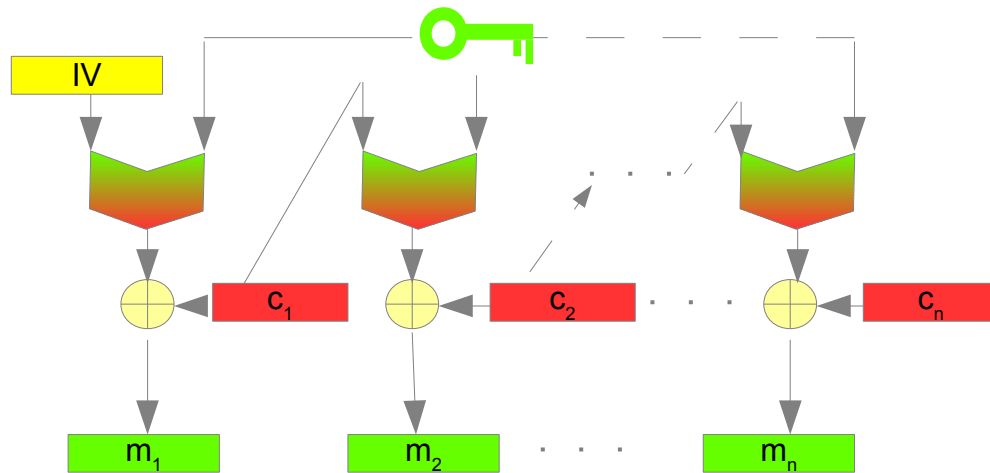 IV
c₁
c₂
. . .
cₙ
m₁
m₂
. . .
mₙ